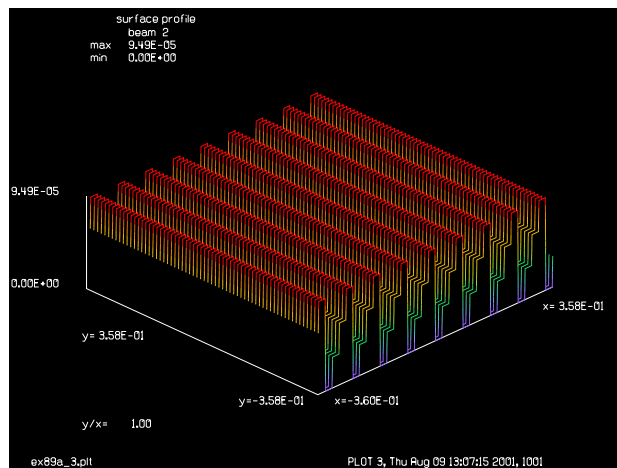 surface profile
beam 2
max 9.49E-05
min 0.00E+00
9.49E-05
0.00E+00
x= 3.58E-01
y= 3.58E-01
y=-3.58E-01 x=-3.60E-01
y/x= 1.00
ex89a_3.plt PLOT 3, Thu Aug 09 13:07:15 2001, 1001